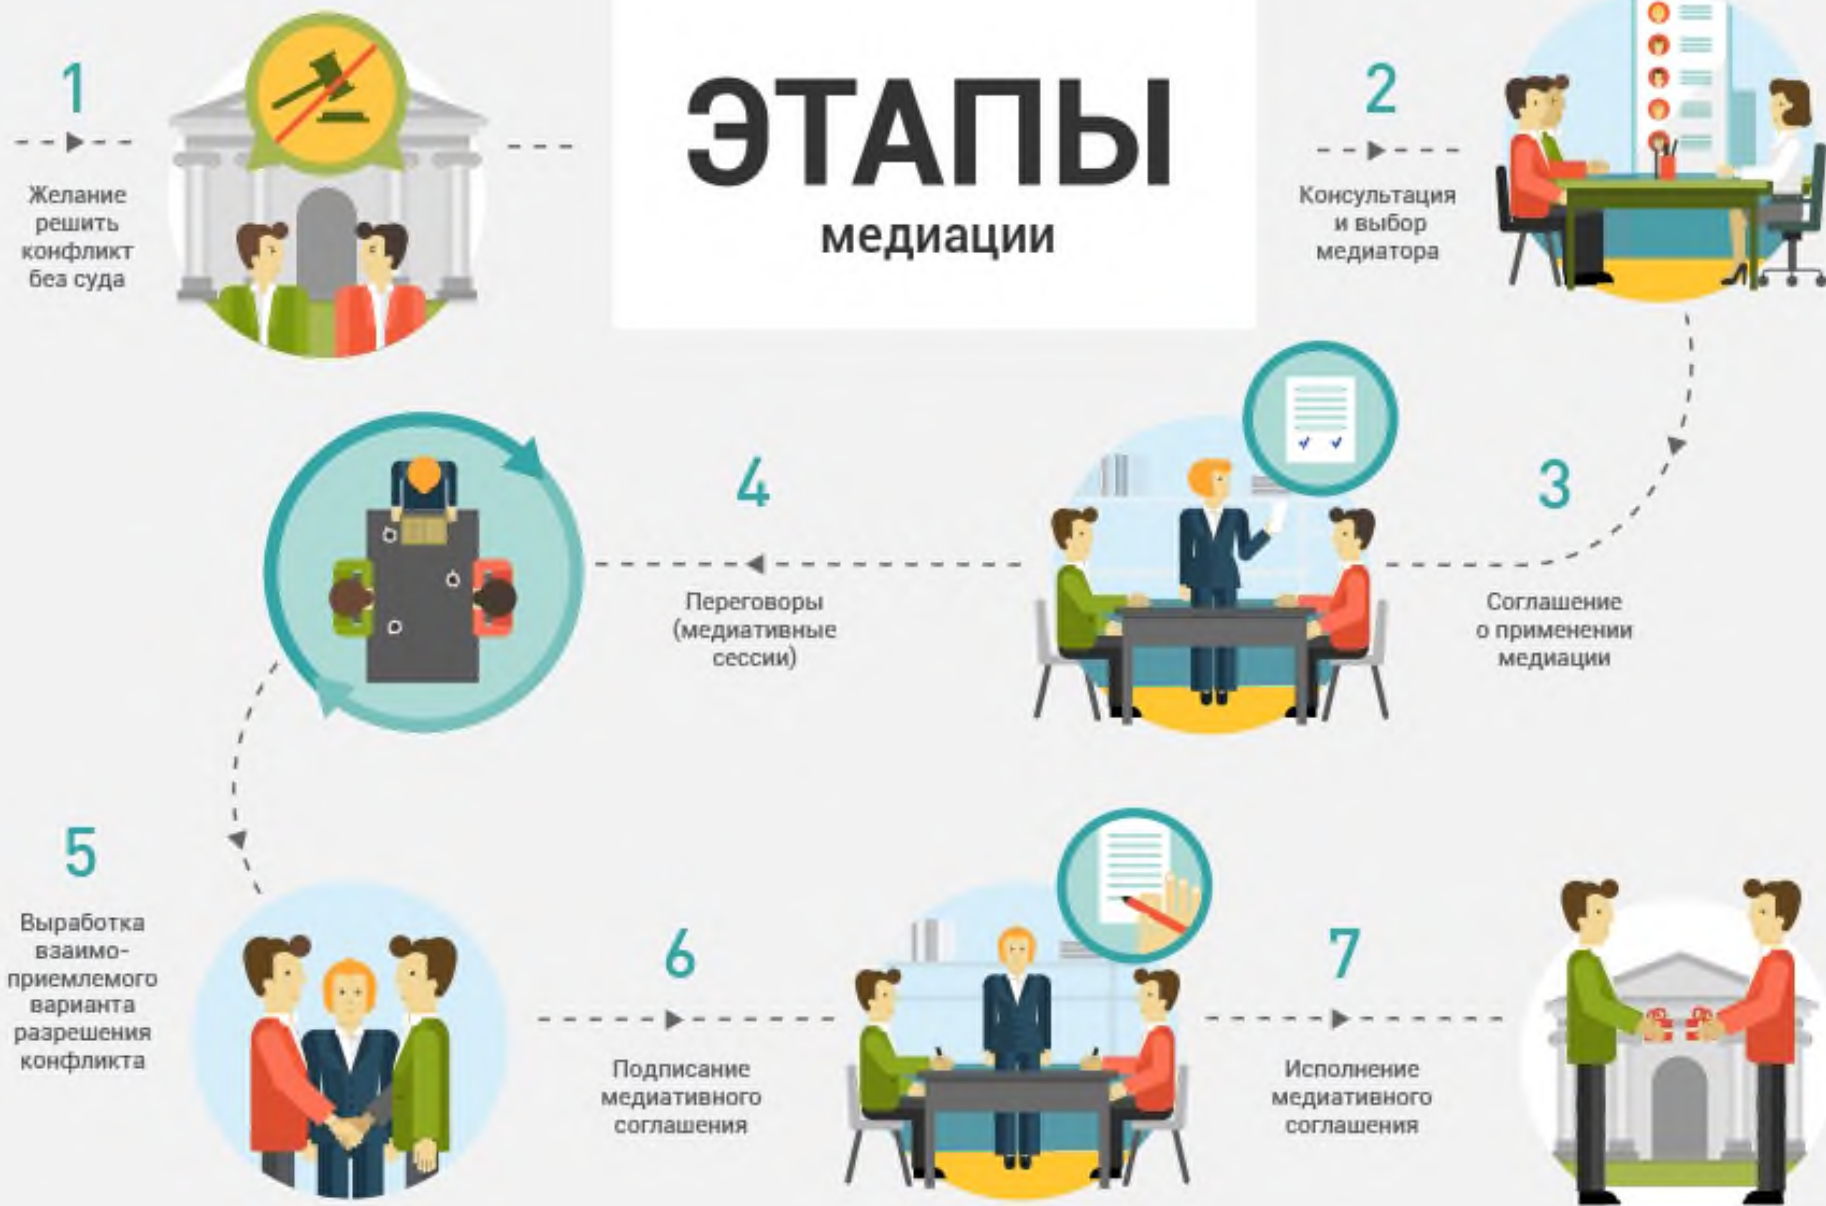 ЭТАПЫ
медиации
1
Желание
решить
конфликт
без суда
2
Консультация
и выбор
медиатора
3
Соглашение
о применении
медиации
4
Переговоры
(медиативные
сессии)
5
Выработка
взаимо-
приемлемого
варианта
разрешения
конфликта
6
Подписание
медиативного
соглашения
7
Исполнение
медиативного
соглашения